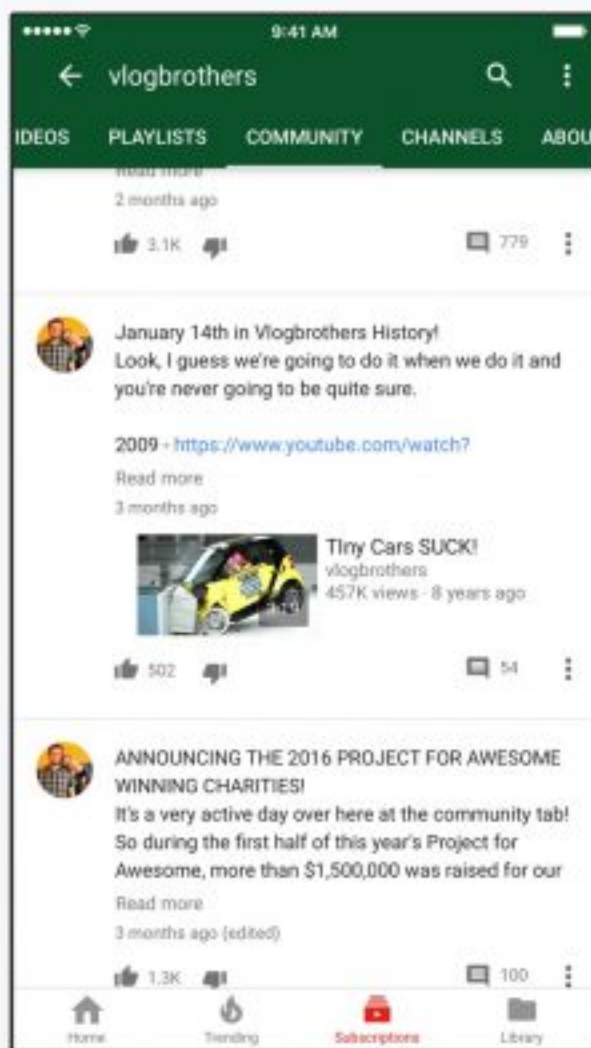 9:41 AM
vlogbrothers
IDEOS PLAYLISTS COMMUNITY CHANNELS ABOU
Read more
2 months ago
3.1K 779
January 14th in Vlogbrothers History!
Look, I guess we're going to do it when we do it and
you're never going to be quite sure.
2009 - https://www.youtube.com/watch?
Read more
3 months ago
TIny Cars SUCK!
vlogbrothers
457K views · 8 years ago
502 54
ANNOUNCING THE 2016 PROJECT FOR AWESOME
WINNING CHARITIES!
It's a very active day over here at the community tab!
So during the first half of this year's Project for
Awesome, more than $1,500,000 was raised for our
Read more
3 months ago (edited)
1.3K 100
Home Trending Subscriptions Library